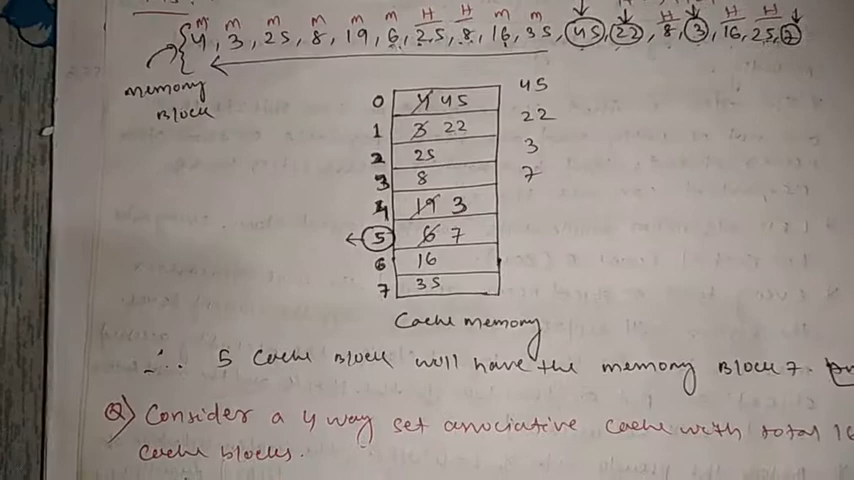 M M M M M M H H M M H H H
{4, 3, 25, 8, 19, 6, 25, 8, 16, 35, 45, 22, 8, 3, 16, 25, 7
memory
Block
0 4 45
1 3 22
2 25
3 8
4 19 3
5 6 7
6 16
7 35
45
22
3
7
Cache memory
∴ 5 Cache Block will have the memory Block 7.
Q) Consider a 4 way set associative cache with total 16
cache blocks.